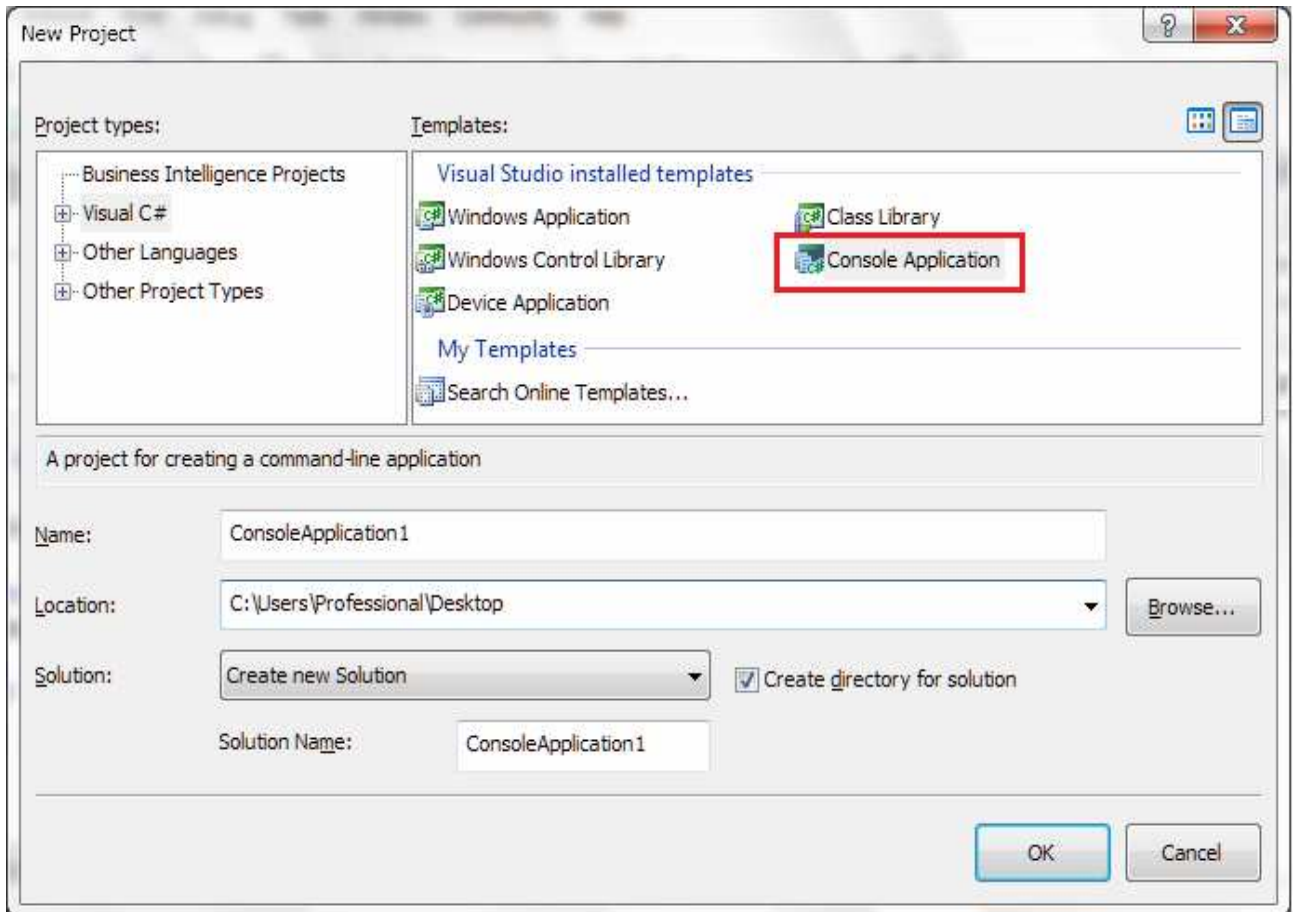 New Project
Project types:
Templates:
Business Intelligence Projects
Visual C#
Other Languages
Other Project Types
Visual Studio installed templates
Windows Application
Class Library
Windows Control Library
Console Application
Device Application
My Templates
Search Online Templates...
A project for creating a command-line application
Name:
ConsoleApplication1
Location:
C:\Users\Professional\Desktop
Browse...
Solution:
Create new Solution
Create directory for solution
Solution Name:
ConsoleApplication1
OK
Cancel